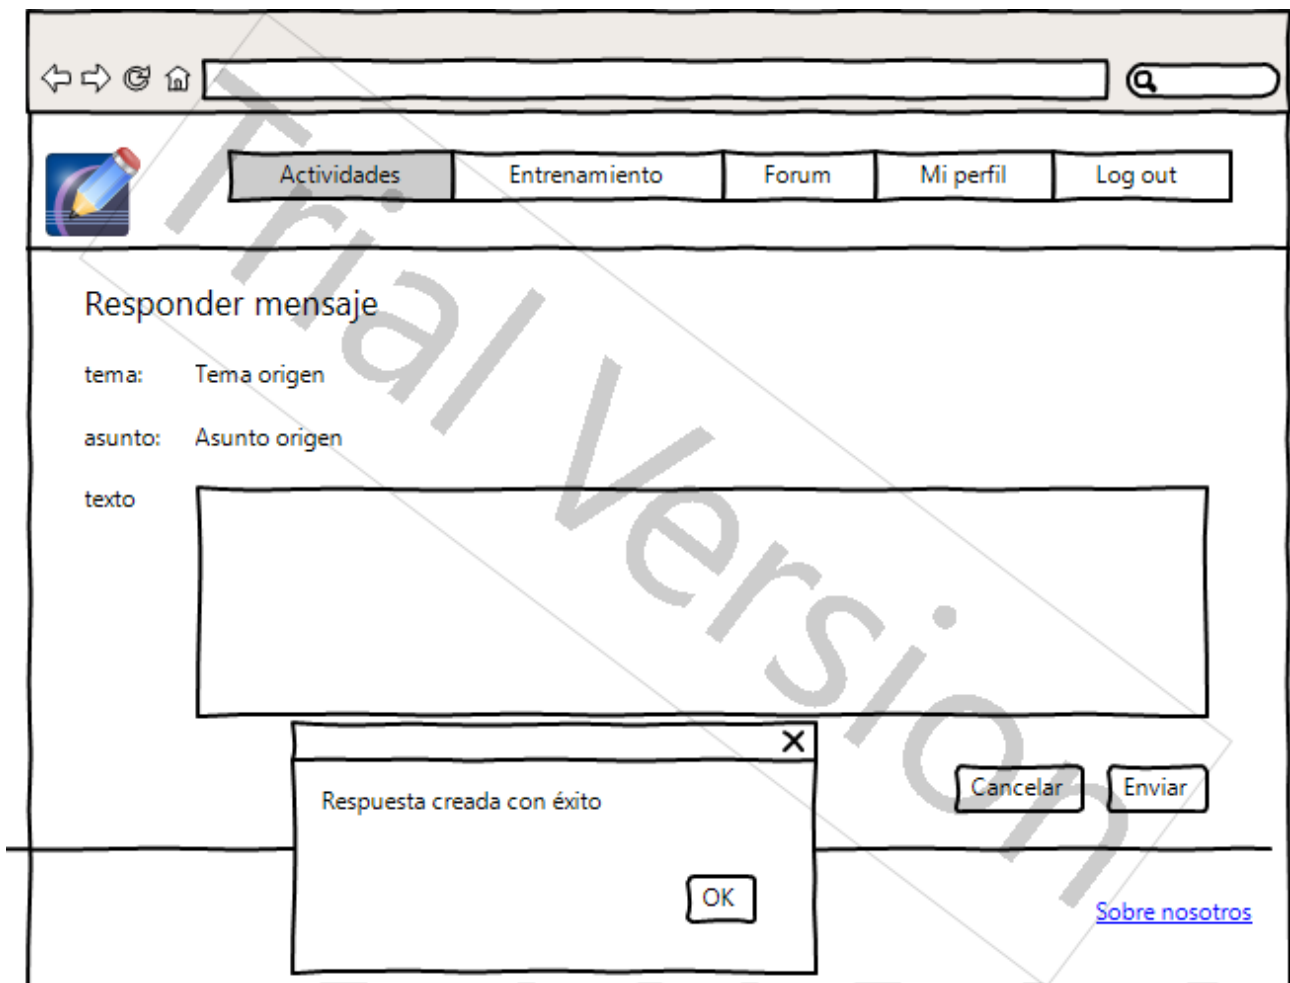 Actividades Entrenamiento Forum Mi perfil Log out
Responder mensaje
tema: Tema origen
asunto: Asunto origen
texto
Cancelar Enviar
Respuesta creada con éxito
OK
Sobre nosotros
Trial Version